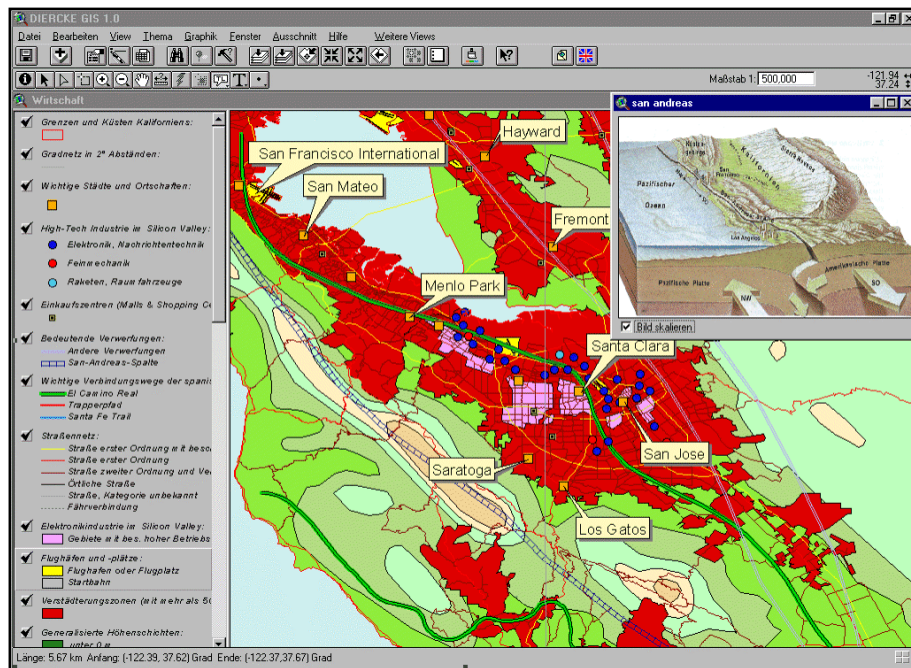 DIERCKE GIS 1.0
Datei Bearbeiten View Thema Graphik Fenster Ausschnitt Hilfe Weitere Views
Maßstab 1: 500,000
-121.94
37.24
Wirtschaft
Grenzen und Küsten Kaliforniens:
Gradnetz in 2° Abständen:
Wichtige Städte und Ortschaften:
High-Tech Industrie im Silicon Valley:
Elektronik, Nachrichtentechnik
Feinmechanik
Raketen, Raumfahrzeuge
Einkaufszentren (Malls & Shopping Ce
Bedeutende Verwerfungen:
Andere Verwerfungen
San-Andreas-Spalte
Wichtige Verbindungswege der spanis
El Camino Real
Trapperpfad
Santa Fe Trail
Straßennetz:
Straße erster Ordnung mit besc
Straße erster Ordnung
Straße zweiter Ordnung und Ve
Örtliche Straße
Straße, Kategorie unbekannt
Fährverbindung
Elektronikindustrie im Silicon Valley:
Gebiete mit bes. hoher Betriebs
Flughäfen und -plätze:
Flughafen oder Flugplatz
Startbahn
Verstädterungszonen (mit mehr als 50
Generalisierte Höhenschichten:
unter 0 m
San Francisco International
San Mateo
Hayward
Fremont
Menlo Park
Santa Clara
San Jose
Saratoga
Los Gatos
san andreas
Pazifischer
Ozean
Kalifornien
San
Francisco
Los Angeles
Pazifische Platte
Amerikanische Platte
NW
SO
Bild skalieren
Länge: 5.67 km Anfang: (-122.39, 37.62) Grad Ende: (-122.37,37.67) Grad